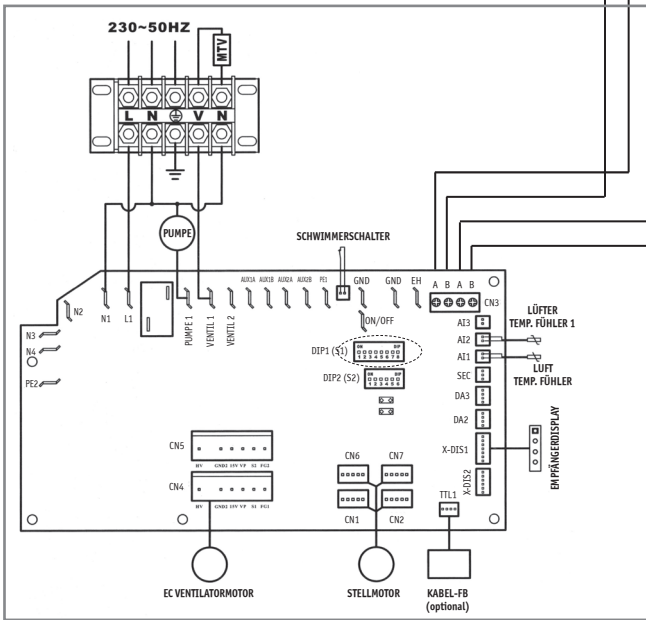 230~50HZ
MTV
L N V N
PUMPE
SCHWIMMERSCHALTER
N2
N1
L1
PUMPE 1
VENTIL 1
VENTIL 2
AUX1A
AUX1B
AUX2A
AUX2B
PE1
GND
GND
EH
A B A B
CN3
ON/OFF
N3
N4
PE2
DIP1 (S1)
ON DIP
1 2 3 4 5 6 7 8
DIP2 (S2)
ON DIP
1 2 3 4 5 6
AI3
AI2
AI1
SEC
DA3
DA2
X-DIS1
X-DIS2
LÜFTER
TEMP. FÜHLER 1
LUFT
TEMP. FÜHLER
EMPFÄNGERDISPLAY
CN5
HV GND2 15V VP S2 FG2
CN4
HV GND2 15V VP S1 FG1
CN6
CN7
CN1
CN2
TTL1
EC VENTILATORMOTOR
STELLMOTOR
KABEL-FB
(optional)